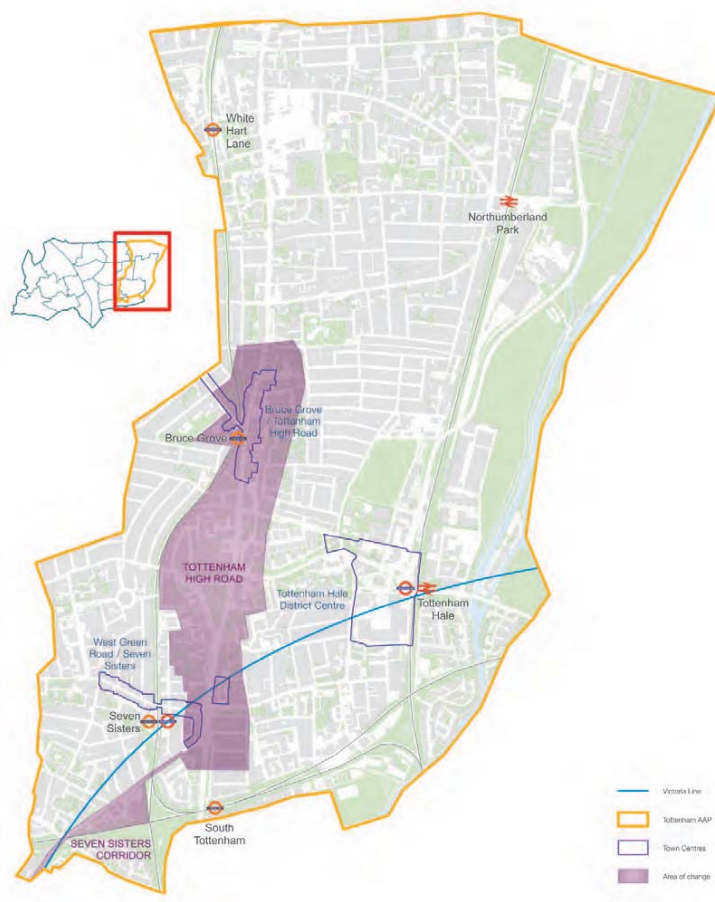 White
Hart
Lane
Northumberland
Park
Bruce Grove
/ Tottenham
High Road
Bruce Grove
TOTTENHAM
HIGH ROAD
Tottenham Hale
District Centre
Tottenham
Hale
West Green
Road / Seven
Sisters
Seven
Sisters
South
Tottenham
SEVEN SISTERS
CORRIDOR
Victoria Line
Tottenham AAP
Town Centres
Area of change